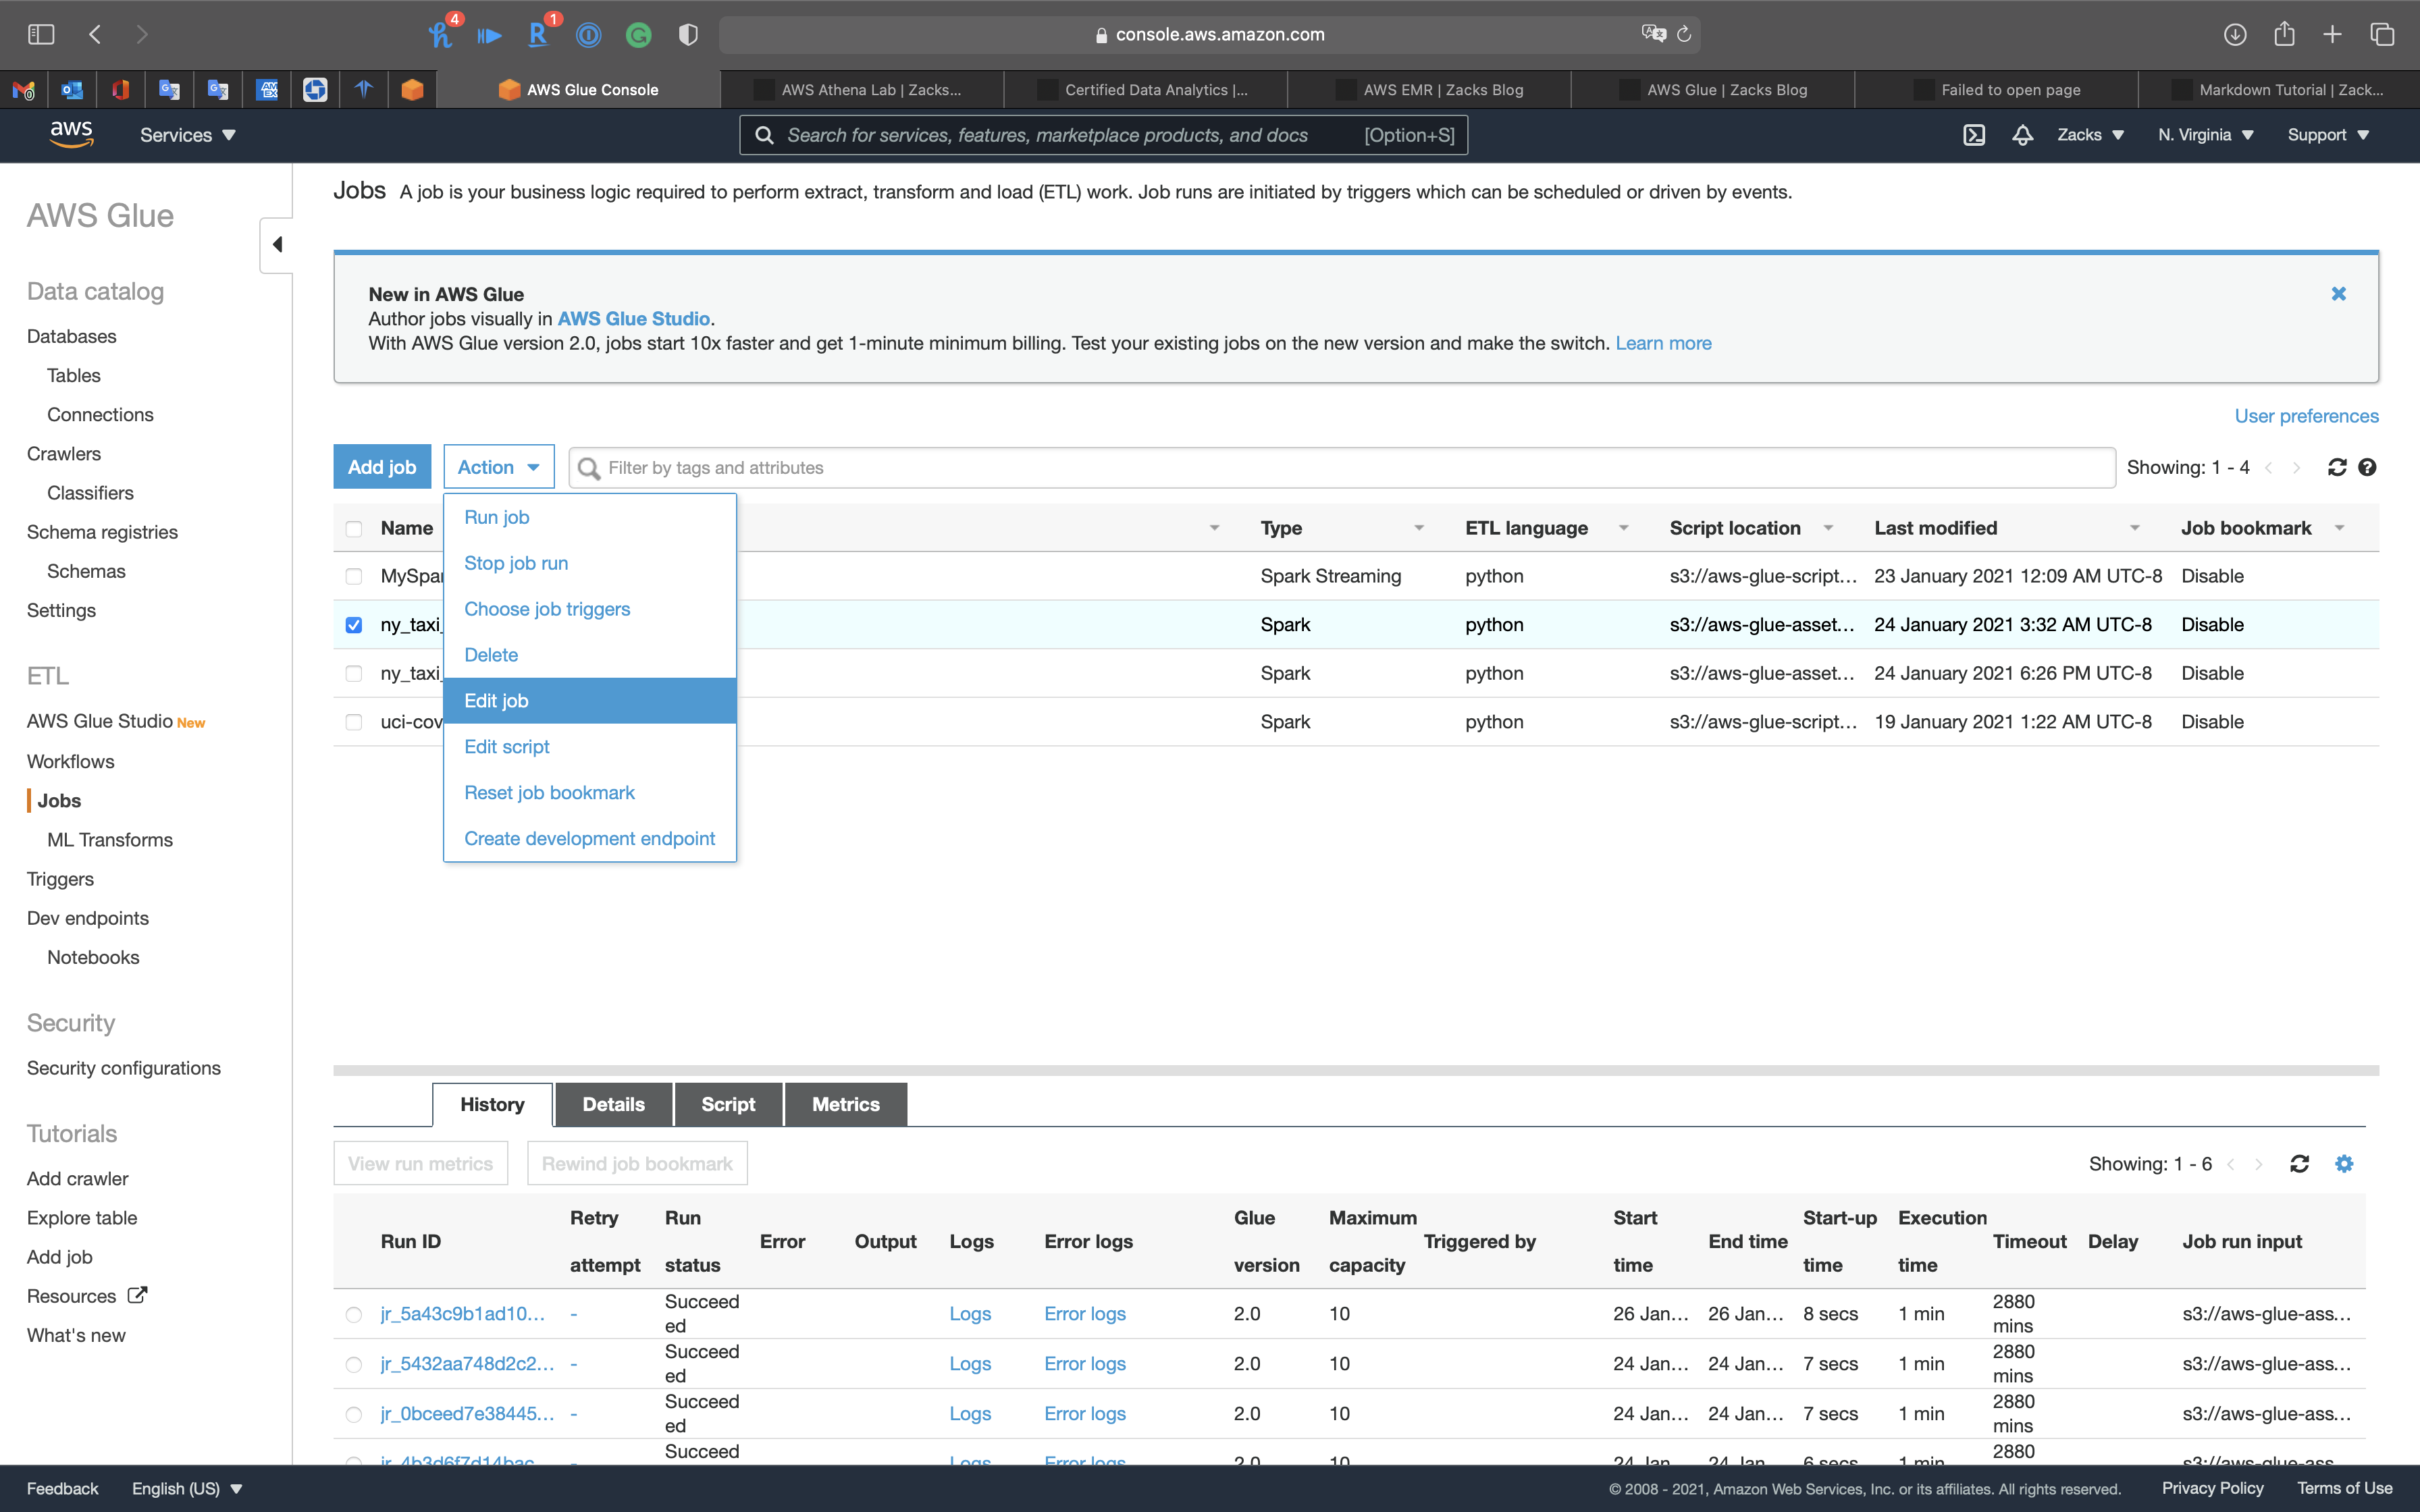 4
1
console.aws.amazon.com
AWS Glue Console
AWS Athena Lab | Zacks...
Certified Data Analytics |...
AWS EMR | Zacks Blog
AWS Glue | Zacks Blog
Failed to open page
Markdown Tutorial | Zack...
aws
Services
Search for services, features, marketplace products, and docs
[Option+S]
Zacks
N. Virginia
Support
AWS Glue
Data catalog
Databases
Tables
Connections
Crawlers
Classifiers
Schema registries
Schemas
Settings
ETL
AWS Glue Studio New
Workflows
Jobs
ML Transforms
Triggers
Dev endpoints
Notebooks
Security
Security configurations
Tutorials
Add crawler
Explore table
Add job
Resources
What's new
Jobs A job is your business logic required to perform extract, transform and load (ETL) work. Job runs are initiated by triggers which can be scheduled or driven by events.
New in AWS Glue
Author jobs visually in AWS Glue Studio.
With AWS Glue version 2.0, jobs start 10x faster and get 1-minute minimum billing. Test your existing jobs on the new version and make the switch. Learn more
User preferences
Add job
Action
Filter by tags and attributes
Showing: 1 - 4
Run job
Stop job run
Choose job triggers
Delete
Edit job
Edit script
Reset job bookmark
Create development endpoint
Name Type ETL language Script location Last modified Job bookmark
MySpar Spark Streaming python s3://aws-glue-script... 23 January 2021 12:09 AM UTC-8 Disable
ny_taxi_ Spark python s3://aws-glue-asset... 24 January 2021 3:32 AM UTC-8 Disable
ny_taxi_ Spark python s3://aws-glue-asset... 24 January 2021 6:26 PM UTC-8 Disable
uci-cov Spark python s3://aws-glue-script... 19 January 2021 1:22 AM UTC-8 Disable
History
Details
Script
Metrics
View run metrics
Rewind job bookmark
Showing: 1 - 6
Run ID Retry attempt Run status Error Output Logs Error logs Glue version Maximum capacity Triggered by Start time End time Start-up time Execution time Timeout Delay Job run input
jr_5a43c9b1ad10... - Succeeded Logs Error logs 2.0 10 26 Jan... 26 Jan... 8 secs 1 min 2880 mins s3://aws-glue-ass...
jr_5432aa748d2c2... - Succeeded Logs Error logs 2.0 10 24 Jan... 24 Jan... 7 secs 1 min 2880 mins s3://aws-glue-ass...
jr_0bceed7e38445... - Succeeded Logs Error logs 2.0 10 24 Jan... 24 Jan... 7 secs 1 min 2880 mins s3://aws-glue-ass...
jr_4b3d6f7d14bac - Succeed Logs Error logs 2.0 10 24 Jan 24 Jan 6 secs 1 min 2880 s3://aws-glue-ass
Feedback
English (US)
© 2008 - 2021, Amazon Web Services, Inc. or its affiliates. All rights reserved.
Privacy Policy
Terms of Use